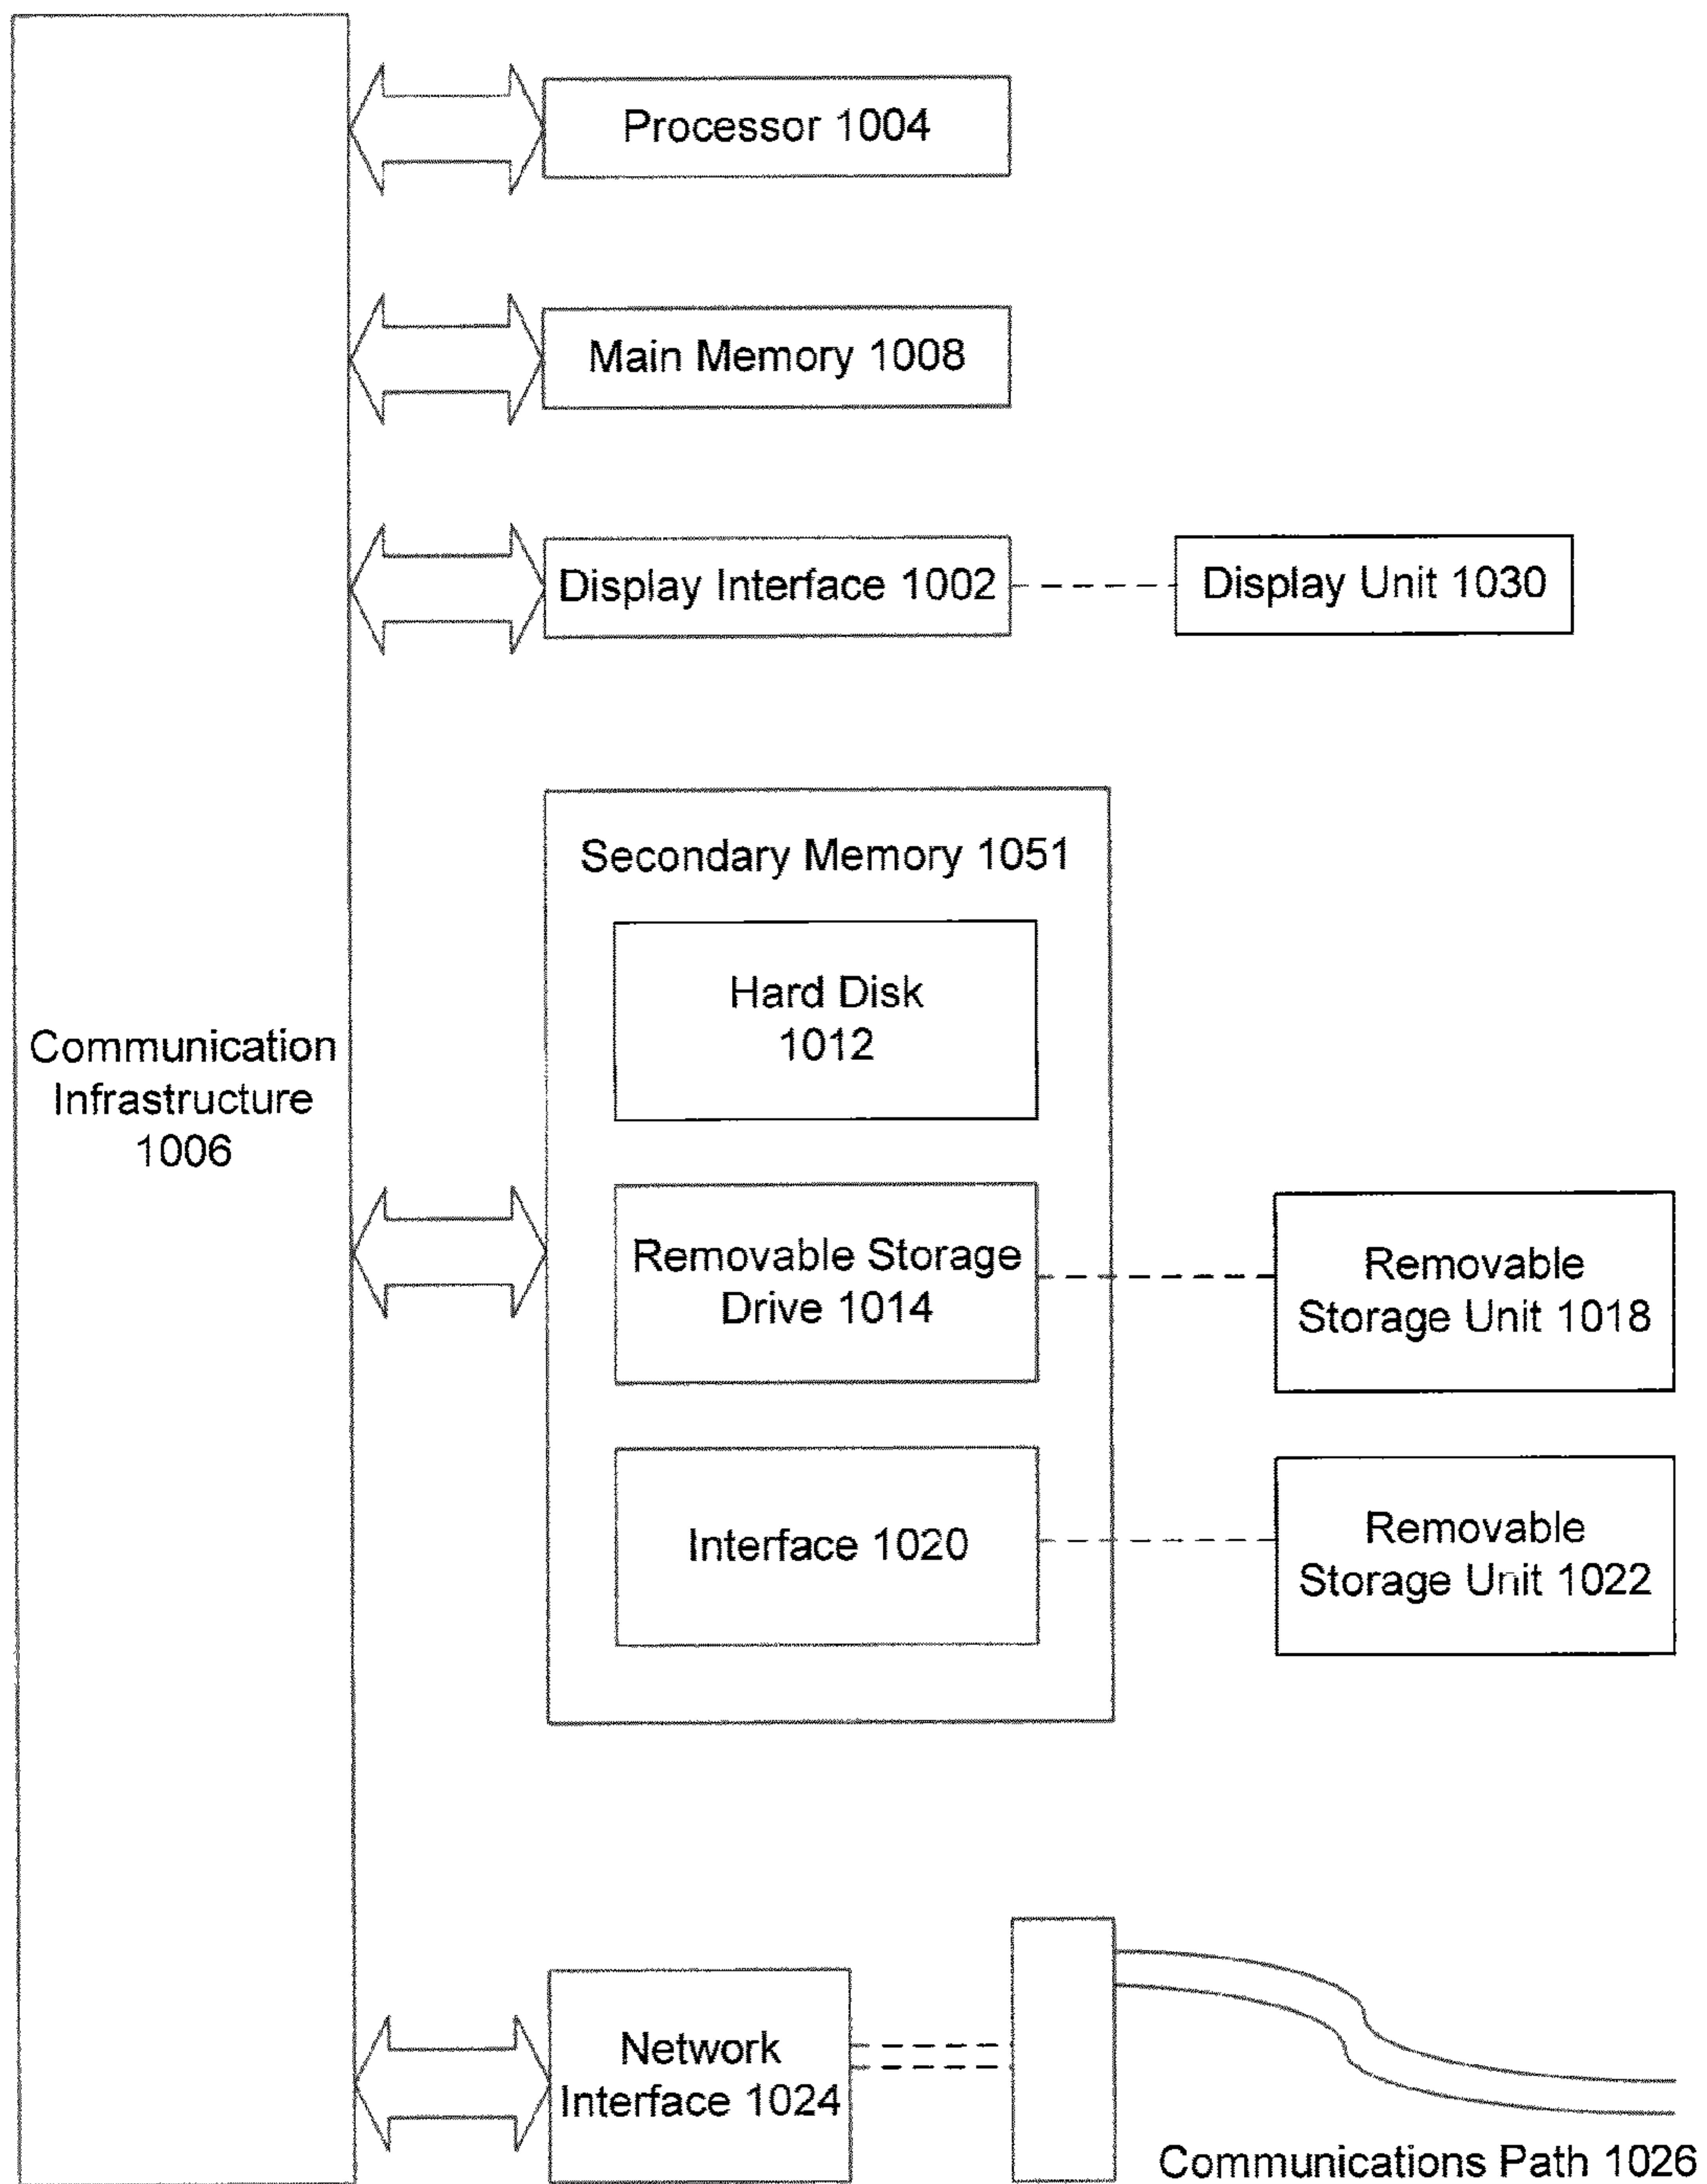 Processor 1004
Main Memory 1008
Display Interface 1002
Display Unit 1030
Secondary Memory 1051
Hard Disk
1012
Communication
Infrastructure
1006
Removable Storage
Drive 1014
Removable
Storage Unit 1018
Interface 1020
Removable
Storage Unit 1022
Network
Interface 1024
Communications Path 1026